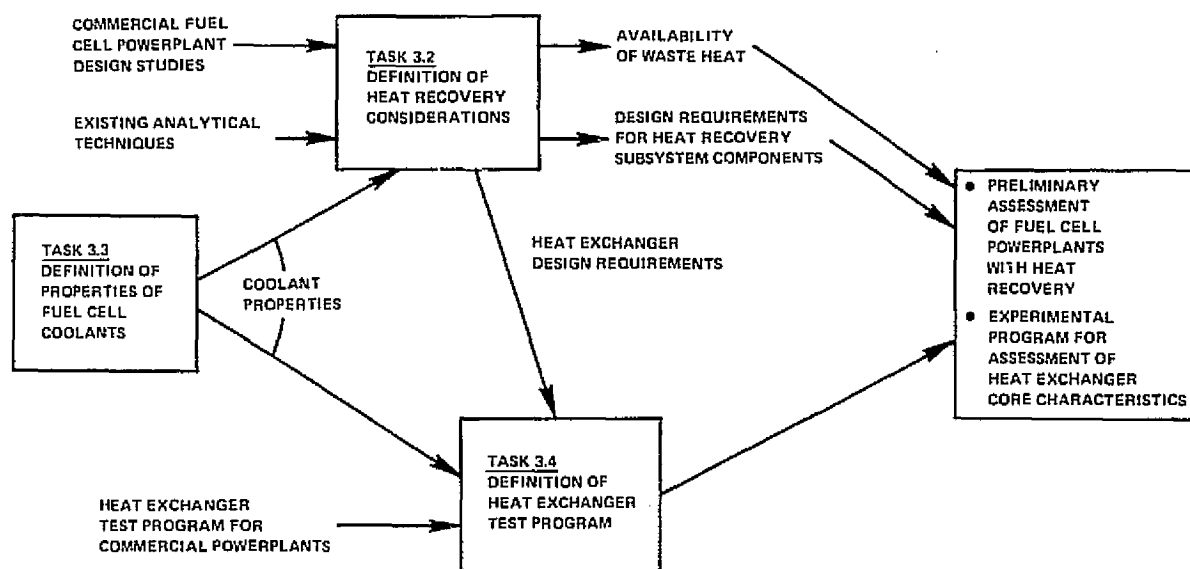 COMMERCIAL FUEL
CELL POWERPLANT
DESIGN STUDIES
EXISTING ANALYTICAL
TECHNIQUES
TASK 3.2
DEFINITION OF
HEAT RECOVERY
CONSIDERATIONS
AVAILABILITY
OF WASTE HEAT
DESIGN REQUIREMENTS
FOR HEAT RECOVERY
SUBSYSTEM COMPONENTS
TASK 3.3
DEFINITION OF
PROPERTIES OF
FUEL CELL
COOLANTS
COOLANT
PROPERTIES
HEAT EXCHANGER
DESIGN REQUIREMENTS
HEAT EXCHANGER
TEST PROGRAM FOR
COMMERCIAL POWERPLANTS
TASK 3.4
DEFINITION OF
HEAT EXCHANGER
TEST PROGRAM
• PRELIMINARY
ASSESSMENT
OF FUEL CELL
POWERPLANTS
WITH HEAT
RECOVERY
• EXPERIMENTAL
PROGRAM FOR
ASSESSMENT OF
HEAT EXCHANGER
CORE CHARACTERISTICS